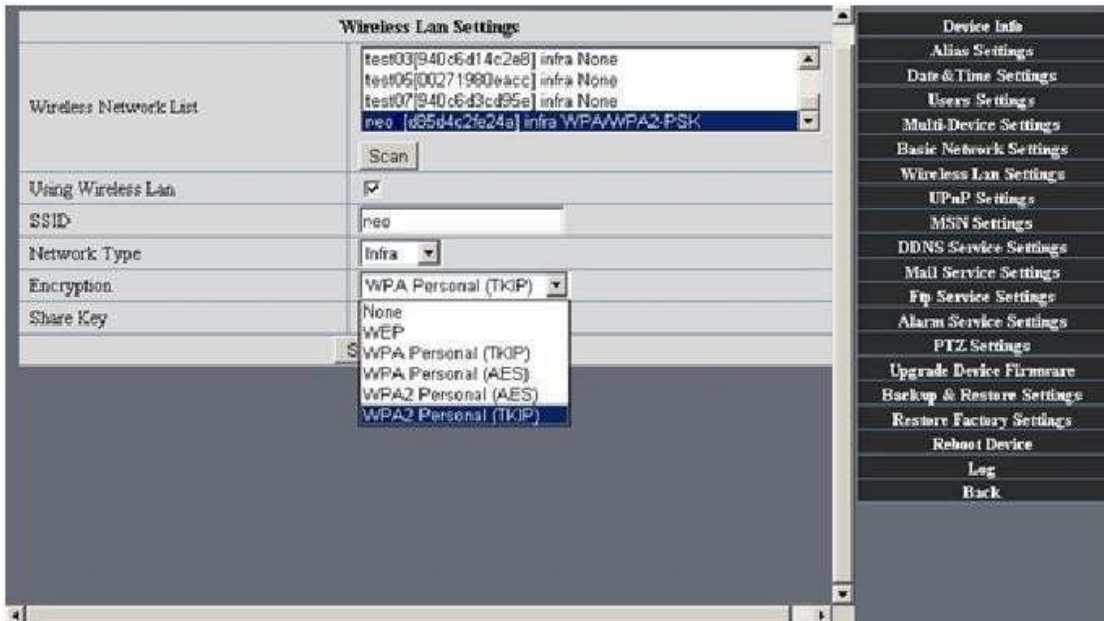 Wireless Lan Settings
Wireless Network List
test03[940c6d14c2e8] infra None
test05[00271980eacc] infra None
test07[940c6d3cd95e] infra None
neo [d85d4c2fe24a] infra WPA/WPA2-PSK
Scan
Using Wireless Lan
SSID
neo
Network Type
Infra
Encryption
WPA Personal (TKIP)
Share Key
None
WEP
WPA Personal (TKIP)
WPA Personal (AES)
WPA2 Personal (AES)
WPA2 Personal (TKIP)
Device Info
Alias Settings
Date&Time Settings
Users Settings
Multi-Device Settings
Basic Network Settings
Wireless Lan Settings
UPnP Settings
MSN Settings
DDNS Service Settings
Mail Service Settings
Ftp Service Settings
Alarm Service Settings
PTZ Settings
Upgrade Device Firmware
Backup & Restore Settings
Restore Factory Settings
Reboot Device
Log
Back